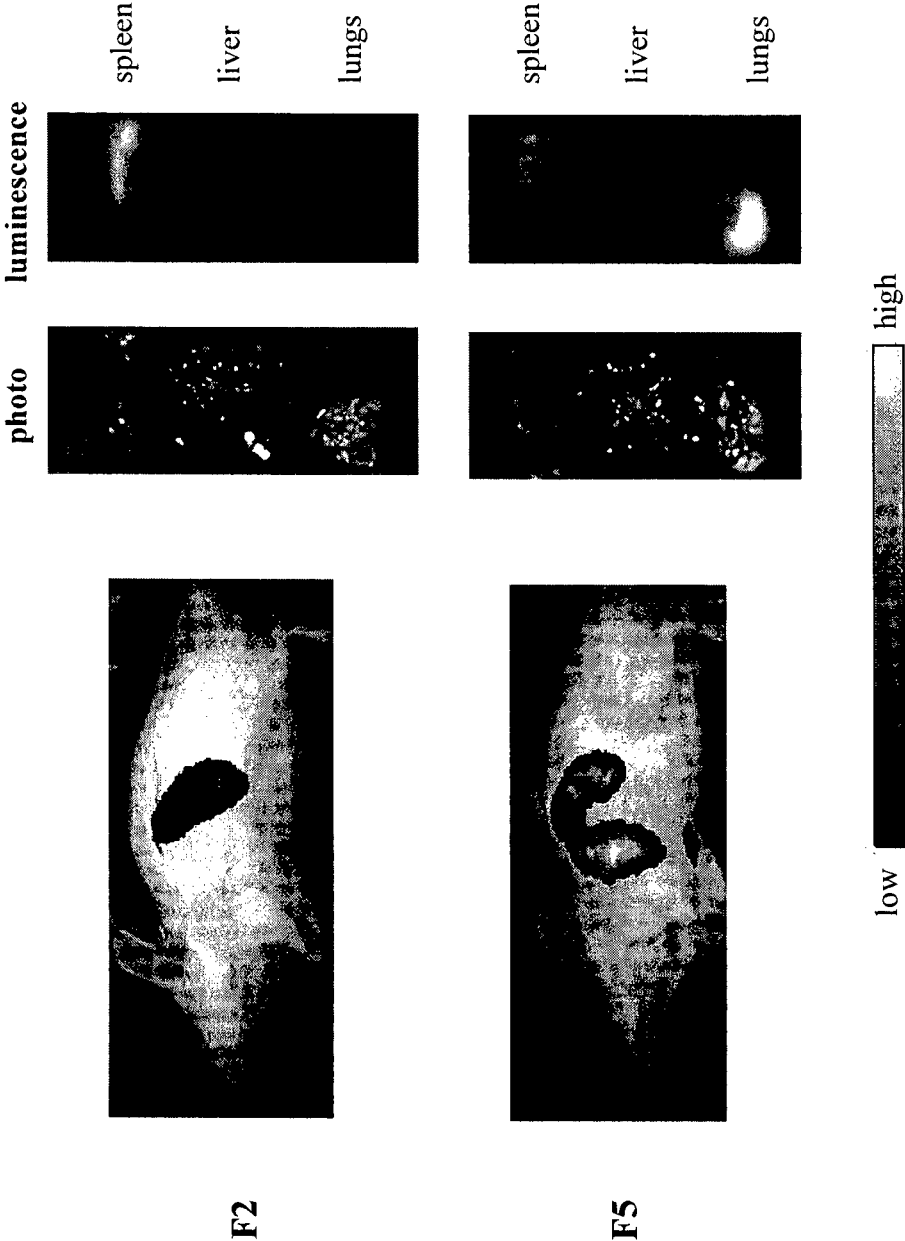 photo
luminescence
F2
spleen
liver
lungs
F5
spleen
liver
lungs
low
high